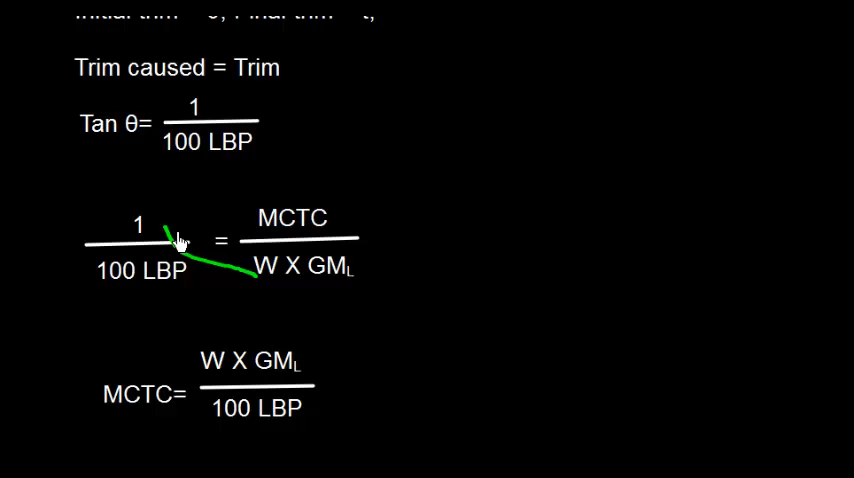 Trim caused = Trim
1
Tan θ=
100 LBP
1 = MCTC
100 LBP W X GML
W X GML
MCTC=
100 LBP